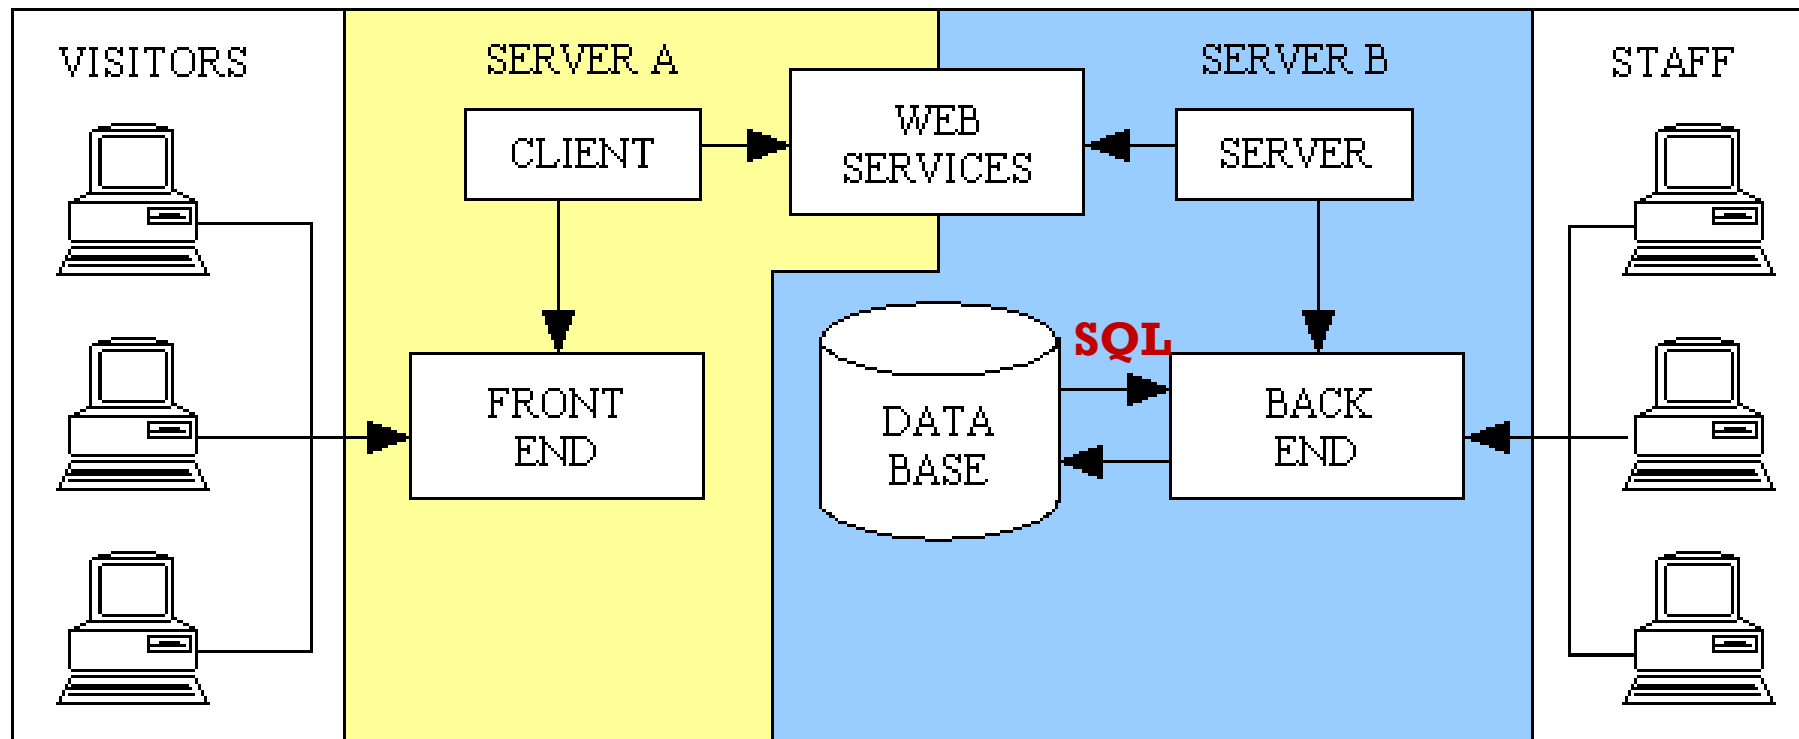 VISITORS
SERVER A
SERVER B
STAFF
CLIENT
WEB
SERVICES
SERVER
SQL
FRONT
END
DATA
BASE
BACK
END